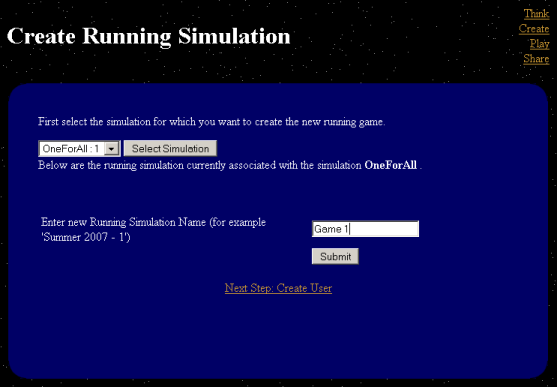 Think
Create Running Simulation
Create
Play
Share
First select the simulation for which you want to create the new running game.
OneForAll : 1 Select Simulation
Below are the running simulation currently associated with the simulation OneForAll .
Enter new Running Simulation Name (for example
'Summer 2007 - 1')
Game 1
Submit
Next Step: Create User